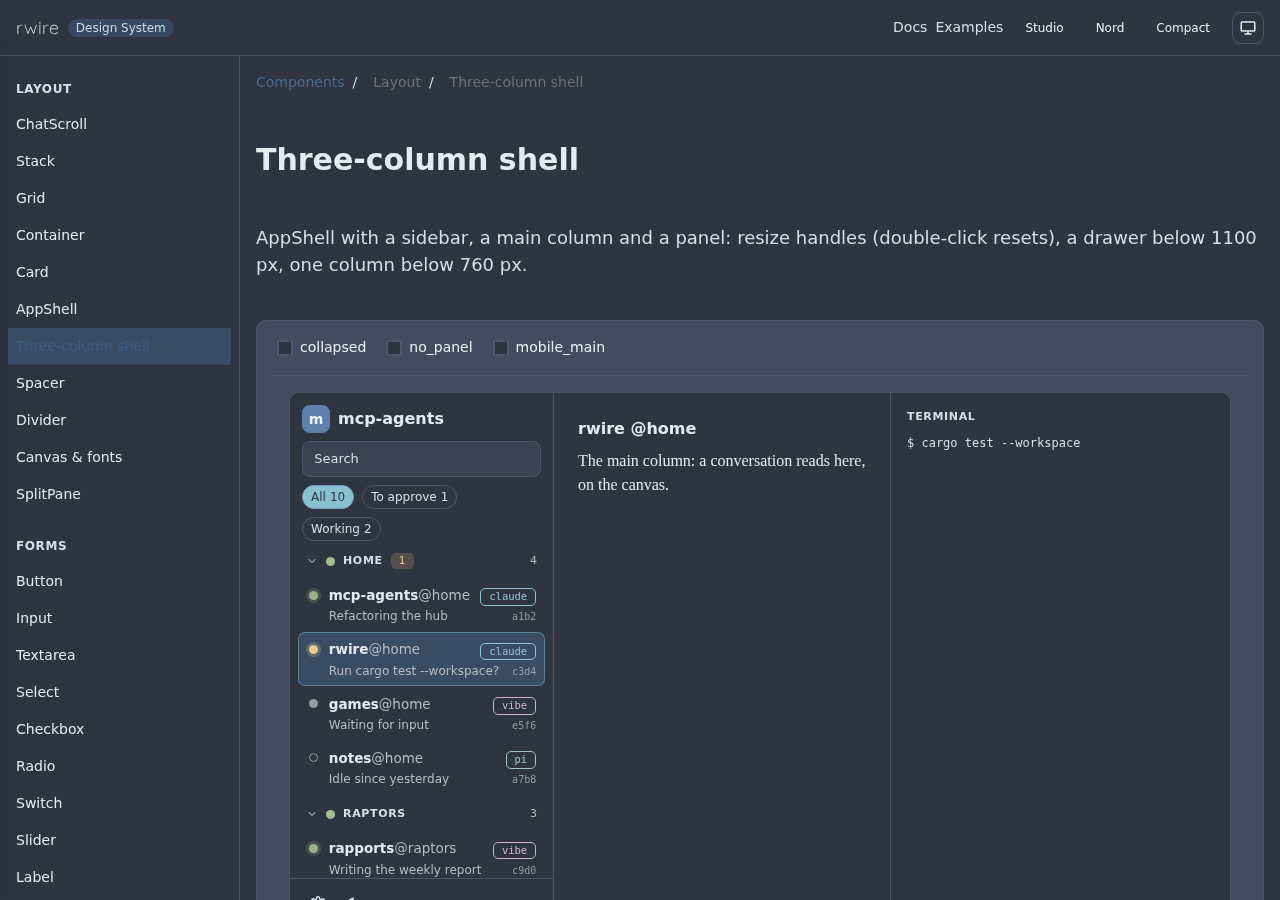 rwire Design System
Docs Examples Studio Nord Compact
LAYOUT
ChatScroll
Stack
Grid
Container
Card
AppShell
Three-column shell
Spacer
Divider
Canvas & fonts
SplitPane
FORMS
Button
Input
Textarea
Select
Checkbox
Radio
Switch
Slider
Label
Components / Layout / Three-column shell
Three-column shell
AppShell with a sidebar, a main column and a panel: resize handles (double-click resets), a drawer below 1100
px, one column below 760 px.
collapsed no_panel mobile_main
m mcp-agents
Search
All 10 To approve 1
Working 2
HOME 1 4
mcp-agents@home claude
Refactoring the hub a1b2
rwire@home claude
Run cargo test --workspace? c3d4
games@home vibe
Waiting for input e5f6
notes@home pi
Idle since yesterday a7b8
RAPTORS 3
rapports@raptors vibe
Writing the weekly report c9d0
rwire @home
The main column: a conversation reads here,
on the canvas.
TERMINAL
$ cargo test --workspace